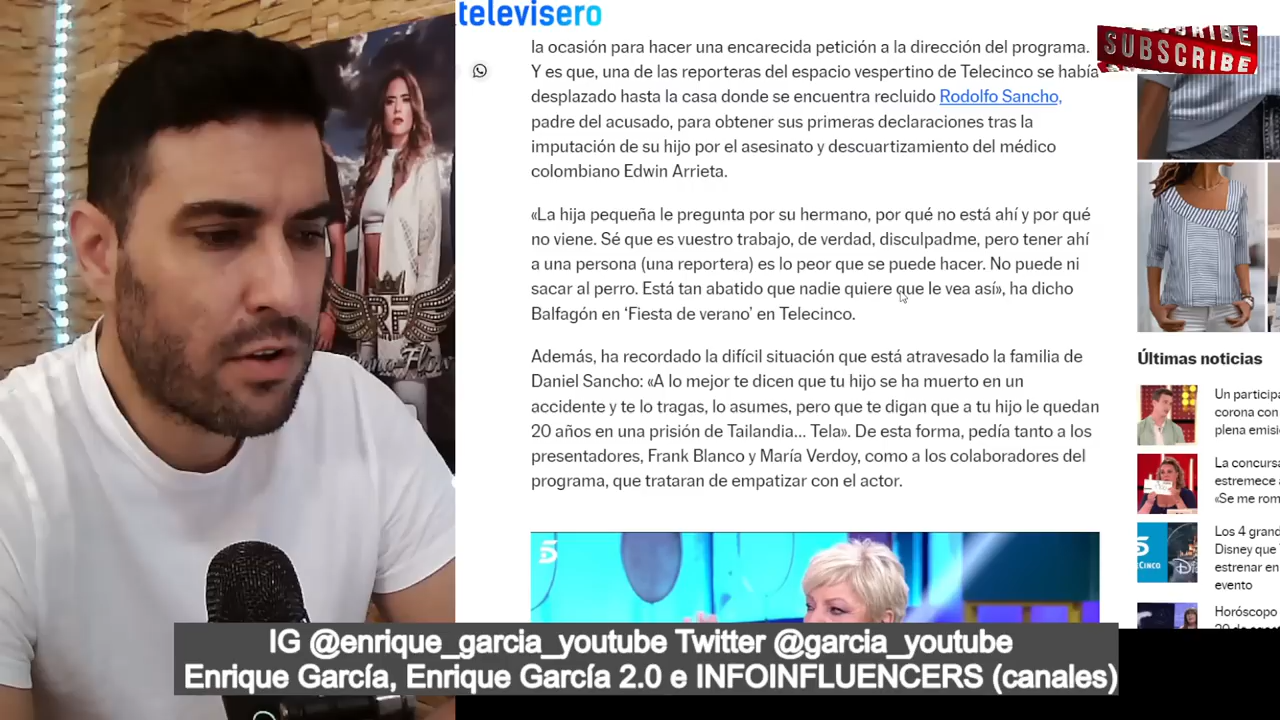 televisero
SUBSCRIBE
SUBSCRIBE
la ocasión para hacer una encarecida petición a la dirección del programa.
Y es que, una de las reporteras del espacio vespertino de Telecinco se había
desplazado hasta la casa donde se encuentra recluido Rodolfo Sancho,
padre del acusado, para obtener sus primeras declaraciones tras la
imputación de su hijo por el asesinato y descuartizamiento del médico
colombiano Edwin Arrieta.
«La hija pequeña le pregunta por su hermano, por qué no está ahí y por qué
no viene. Sé que es vuestro trabajo, de verdad, disculpadme, pero tener ahí
a una persona (una reportera) es lo peor que se puede hacer. No puede ni
sacar al perro. Está tan abatido que nadie quiere que le vea así», ha dicho
Balfagón en ‘Fiesta de verano’ en Telecinco.
Además, ha recordado la difícil situación que está atravesado la familia de
Daniel Sancho: «A lo mejor te dicen que tu hijo se ha muerto en un
accidente y te lo tragas, lo asumes, pero que te digan que a tu hijo le quedan
20 años en una prisión de Tailandia... Tela». De esta forma, pedía tanto a los
presentadores, Frank Blanco y María Verdoy, como a los colaboradores del
programa, que trataran de empatizar con el actor.
Últimas noticias
Un participa
corona con
plena emisi
La concurs
estremece a
«Se me rom
Los 4 grand
Disney que
estrenar en
evento
Horóscopo
RF
5
IG @enrique_garcia_youtube Twitter @garcia_youtube
Enrique García, Enrique García 2.0 e INFOINFLUENCERS (canales)